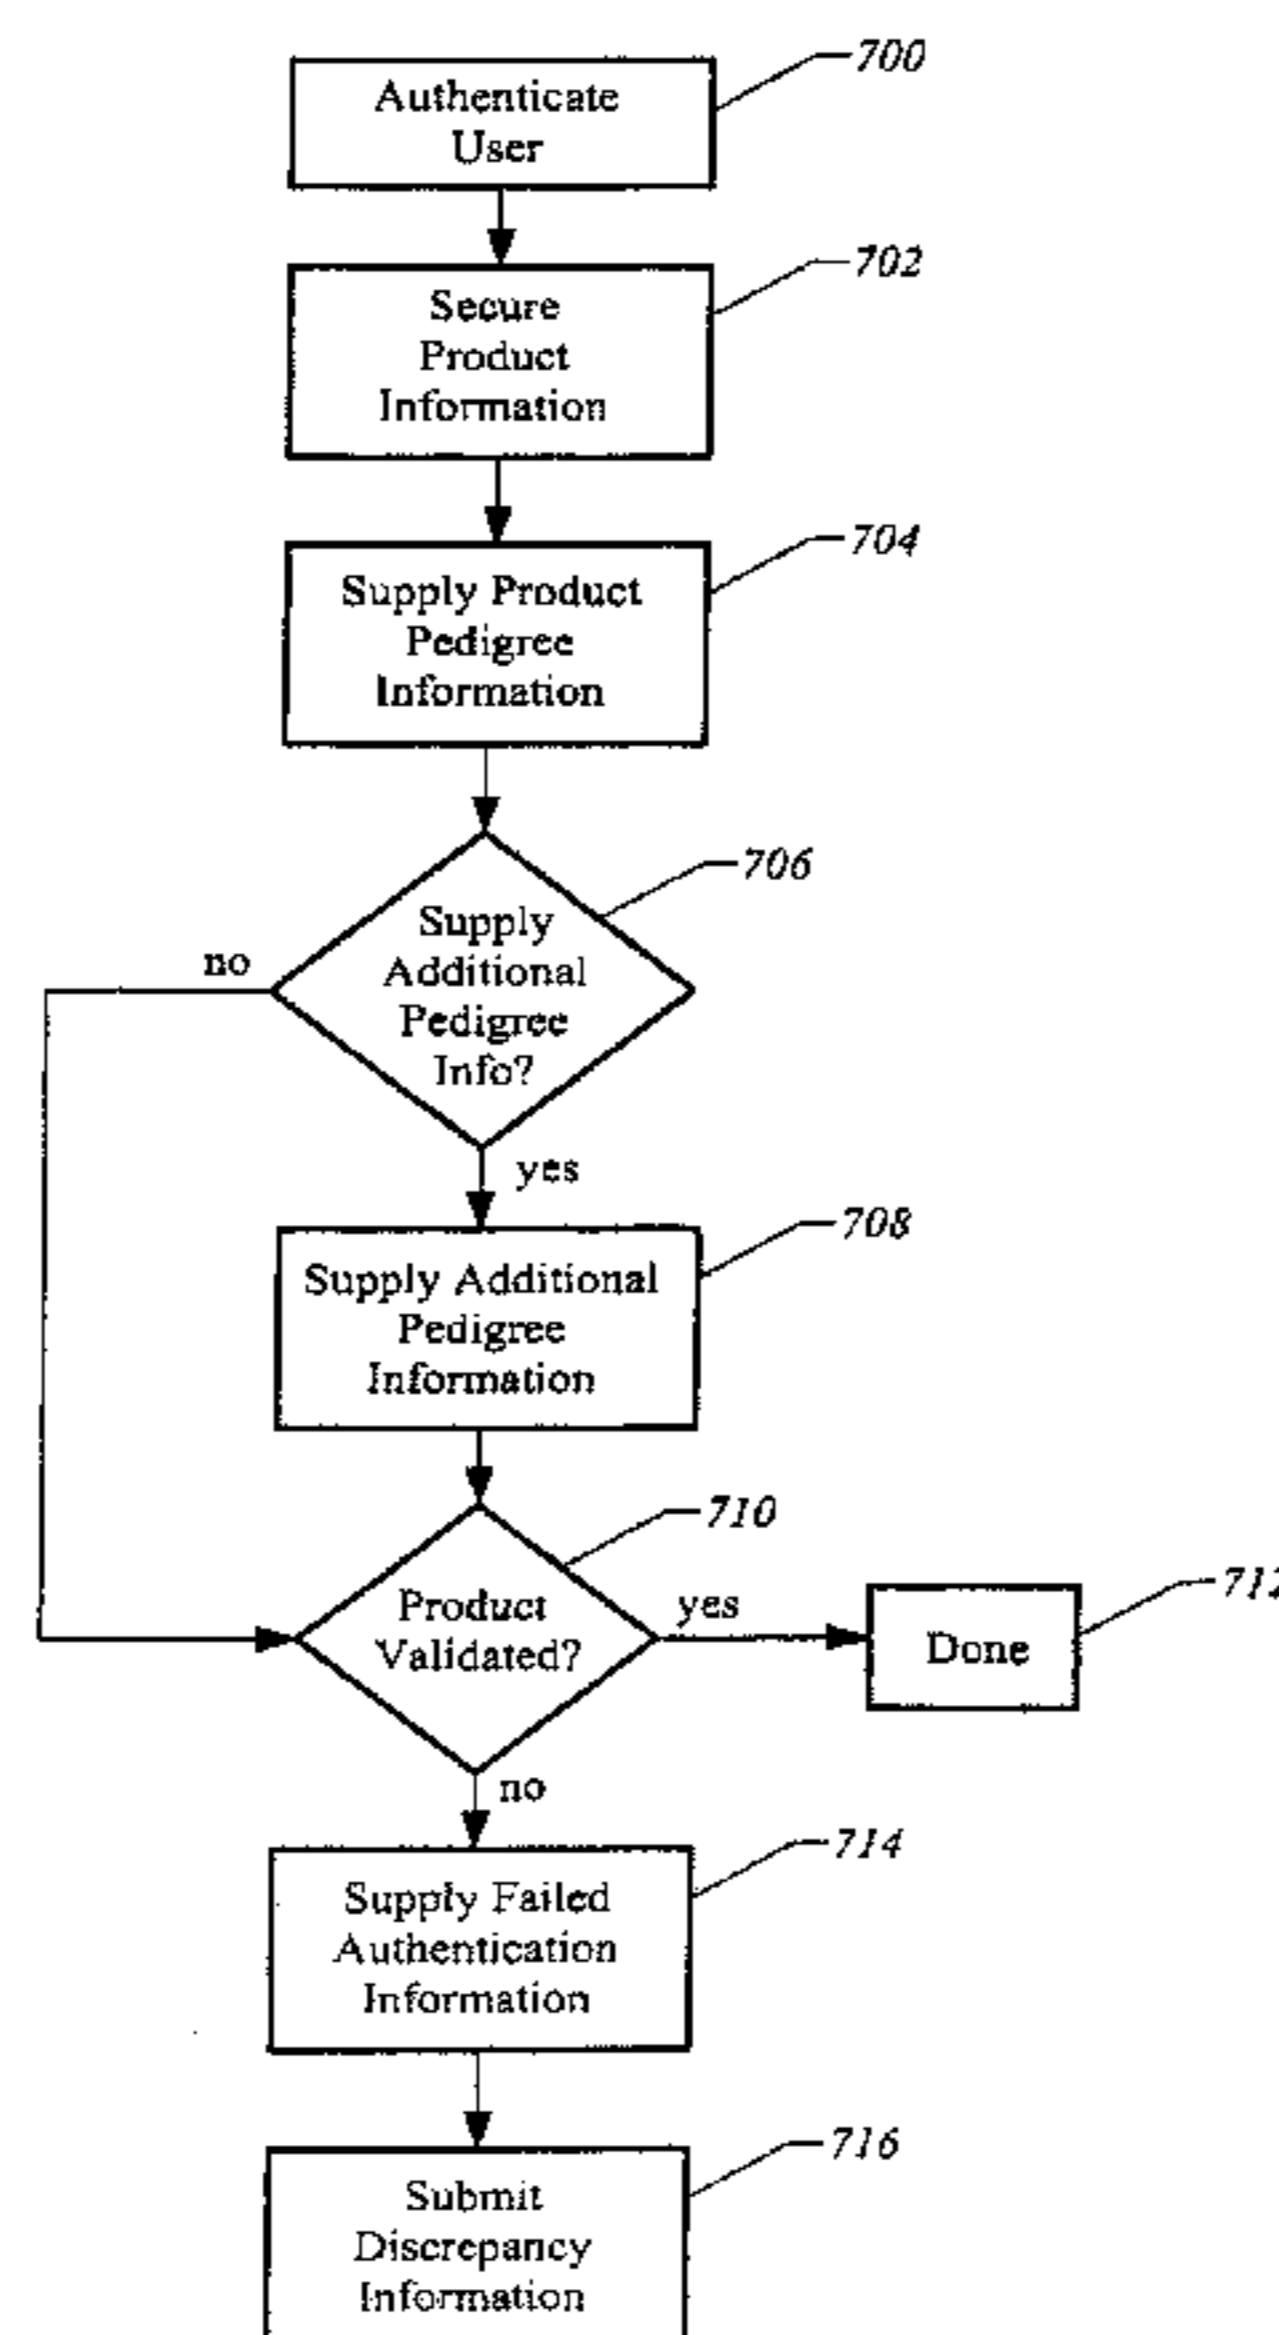 700
Authenticate
User
702
Secure
Product
Information
704
Supply Product
Pedigree
Information
706
Supply
Additional
Pedigree
Info?
no
yes
708
Supply Additional
Pedigree
Information
710
Product
Validated?
yes
Done
712
no
714
Supply Failed
Authentication
Information
716
Submit
Discrepancy
Information